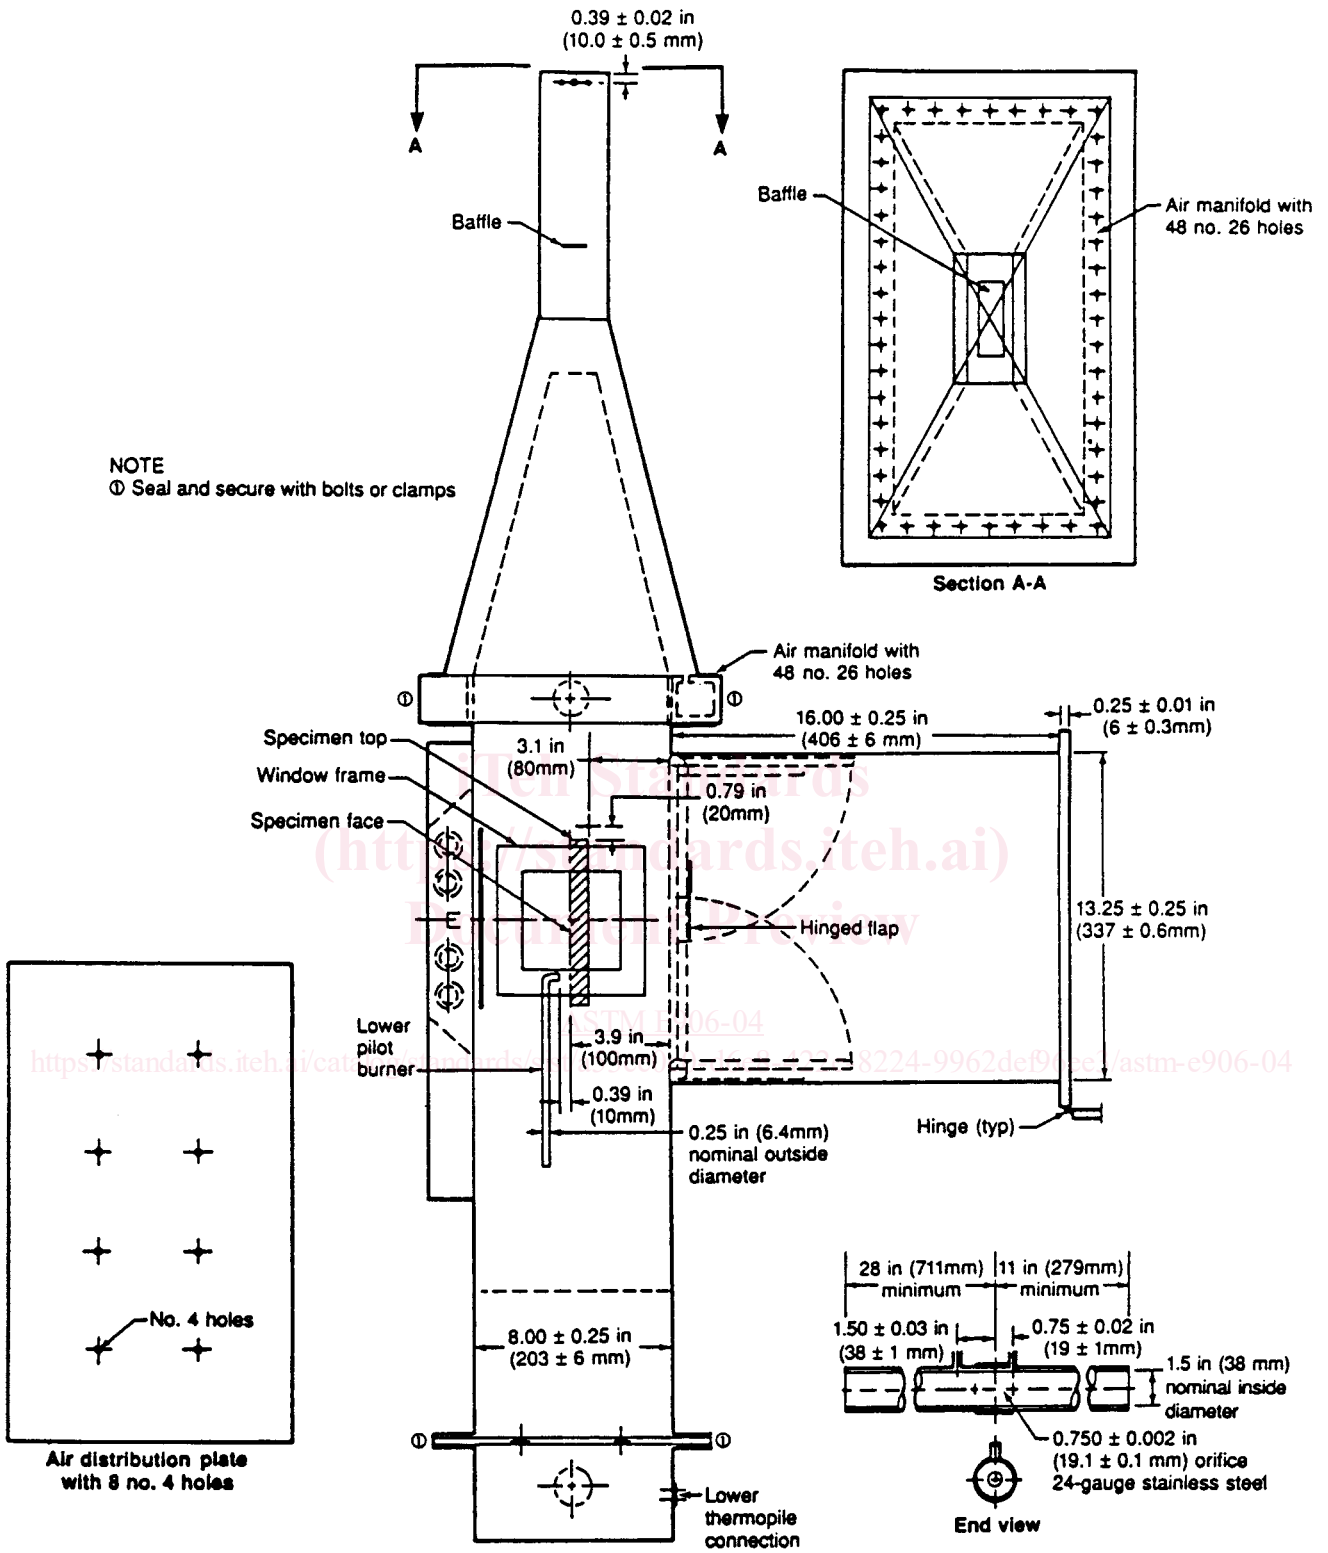 0.39 ± 0.02 in
(10.0 ± 0.5 mm)
A
A
Baffle
Baffle
Air manifold with
48 no. 26 holes
NOTE
① Seal and secure with bolts or clamps
Section A-A
Air manifold with
48 no. 26 holes
①
①
16.00 ± 0.25 in
(406 ± 6 mm)
0.25 ± 0.01 in
(6 ± 0.3mm)
Specimen top
3.1 in
(80mm)
Window frame
0.79 in
(20mm)
Specimen face
iTeh Standards
(https://standards.iteh.ai)
Document Preview
E
13.25 ± 0.25 in
(337 ± 0.6mm)
Hinged flap
Lower
pilot
burner
3.9 in
(100mm)
0.39 in
(10mm)
0.25 in (6.4mm)
nominal outside
diameter
Hinge (typ)
No. 4 holes
8.00 ± 0.25 in
(203 ± 6 mm)
28 in (711mm)
minimum
11 in (279mm)
minimum
1.50 ± 0.03 in
(38 ± 1 mm)
0.75 ± 0.02 in
(19 ± 1mm)
1.5 in (38 mm)
nominal inside
diameter
0.750 ± 0.002 in
(19.1 ± 0.1 mm) orifice
24-gauge stainless steel
End view
①
①
Air distribution plate
with 8 no. 4 holes
Lower
thermopile
connection